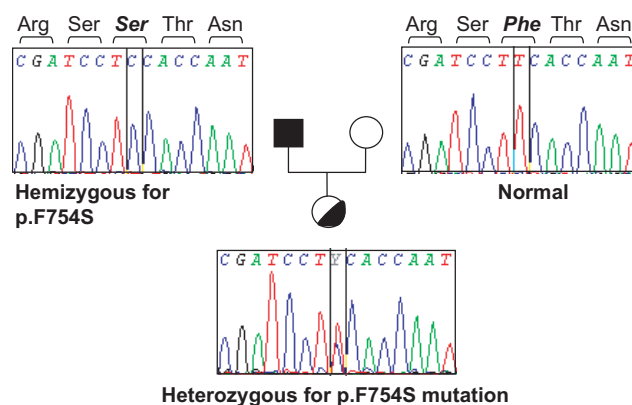 Arg Ser Ser Thr Asn
CGATCCTCCACCAAT
Hemizygous for
p.F754S
Arg Ser Phe Thr Asn
CGATCCTTCACCAAT
Normal
CGATCCTYCACCAAT
Heterozygous for p.F754S mutation